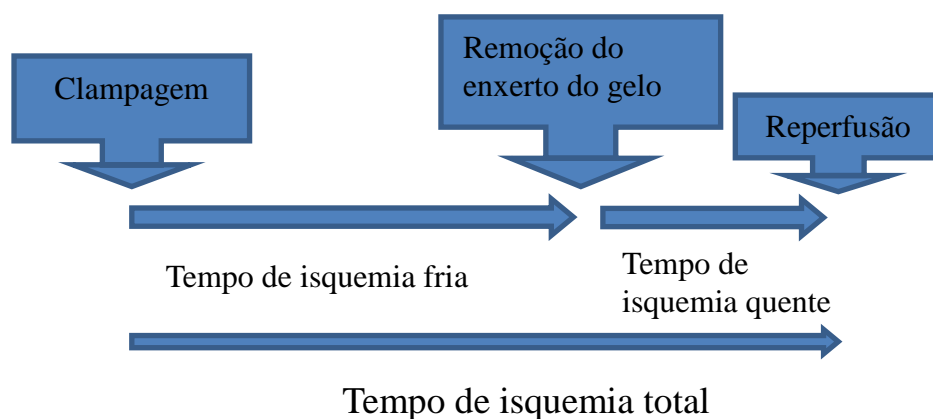 Clampagem
Remoção do
enxerto do gelo
Reperfusão
Tempo de isquemia fria
Tempo de
isquemia quente
Tempo de isquemia total